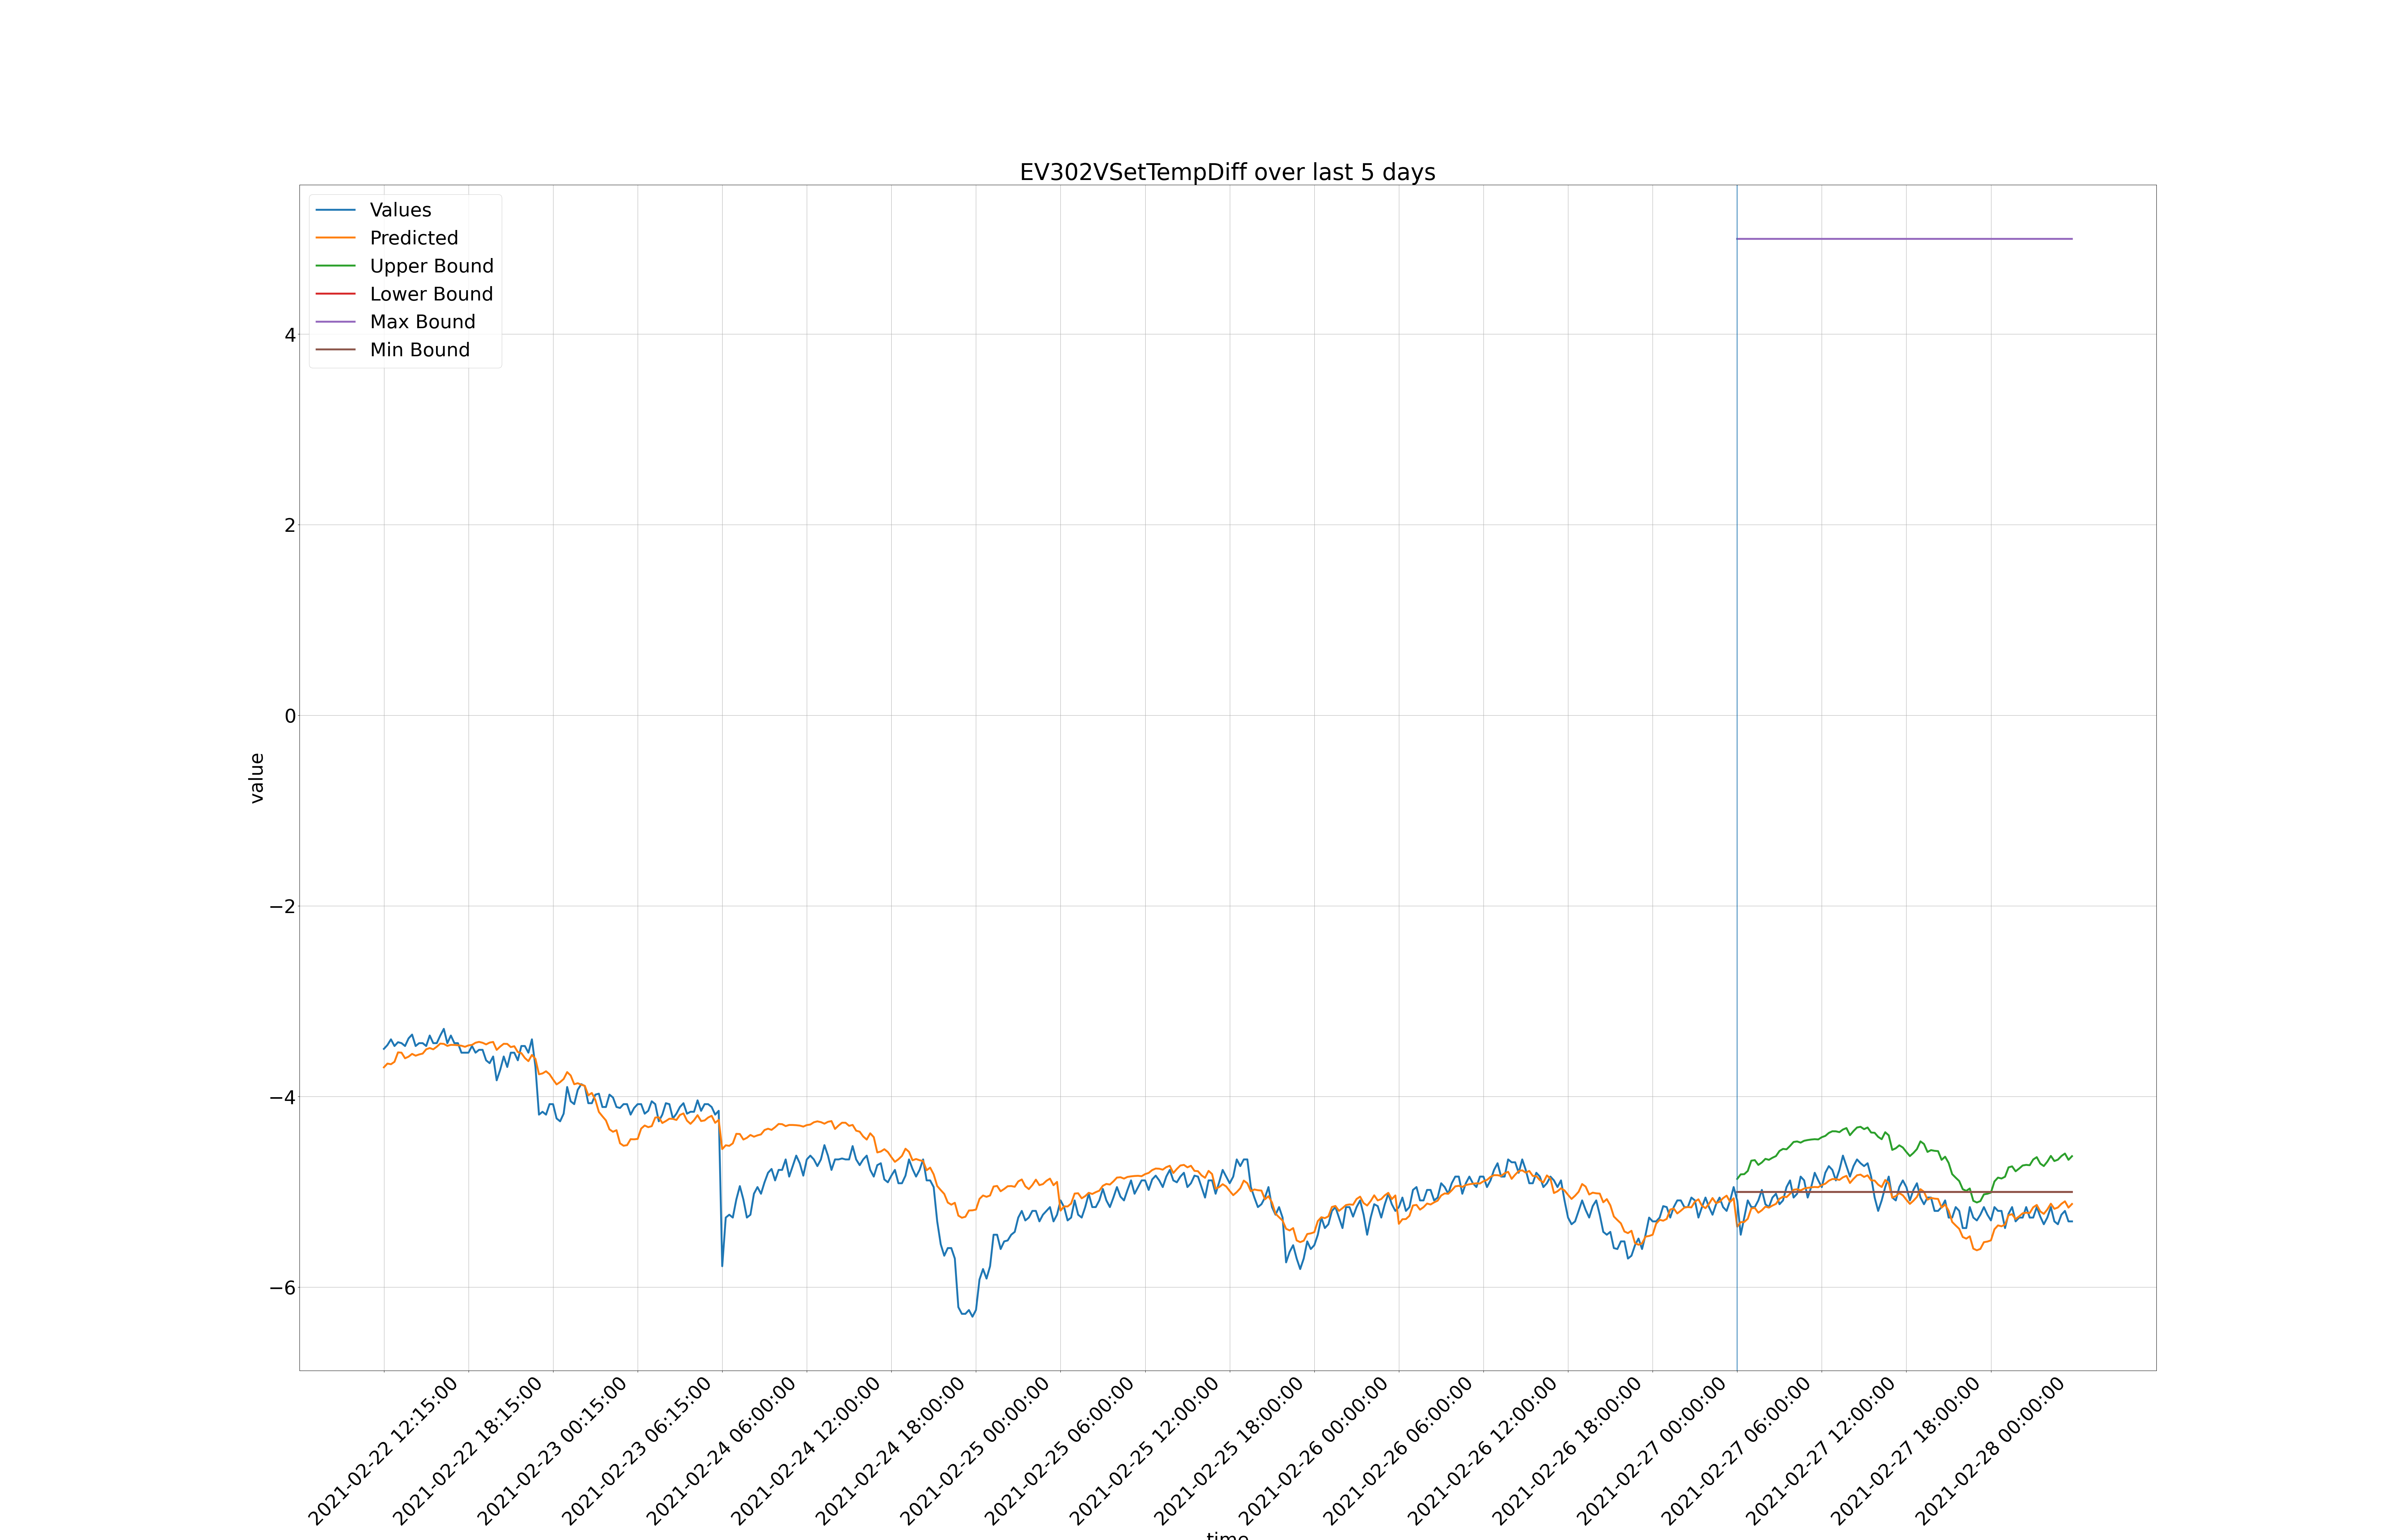 EV302VSetTempDiff over last 5 days
Values
Predicted
Upper Bound
Lower Bound
Max Bound
Min Bound
4
2
0
−2
−4
−6
value
2021-02-22 12:15:00
2021-02-22 18:15:00
2021-02-23 00:15:00
2021-02-23 06:15:00
2021-02-24 06:00:00
2021-02-24 12:00:00
2021-02-24 18:00:00
2021-02-25 00:00:00
2021-02-25 06:00:00
2021-02-25 12:00:00
2021-02-25 18:00:00
2021-02-26 00:00:00
2021-02-26 06:00:00
2021-02-26 12:00:00
2021-02-26 18:00:00
2021-02-27 00:00:00
2021-02-27 06:00:00
2021-02-27 12:00:00
2021-02-27 18:00:00
2021-02-28 00:00:00
time